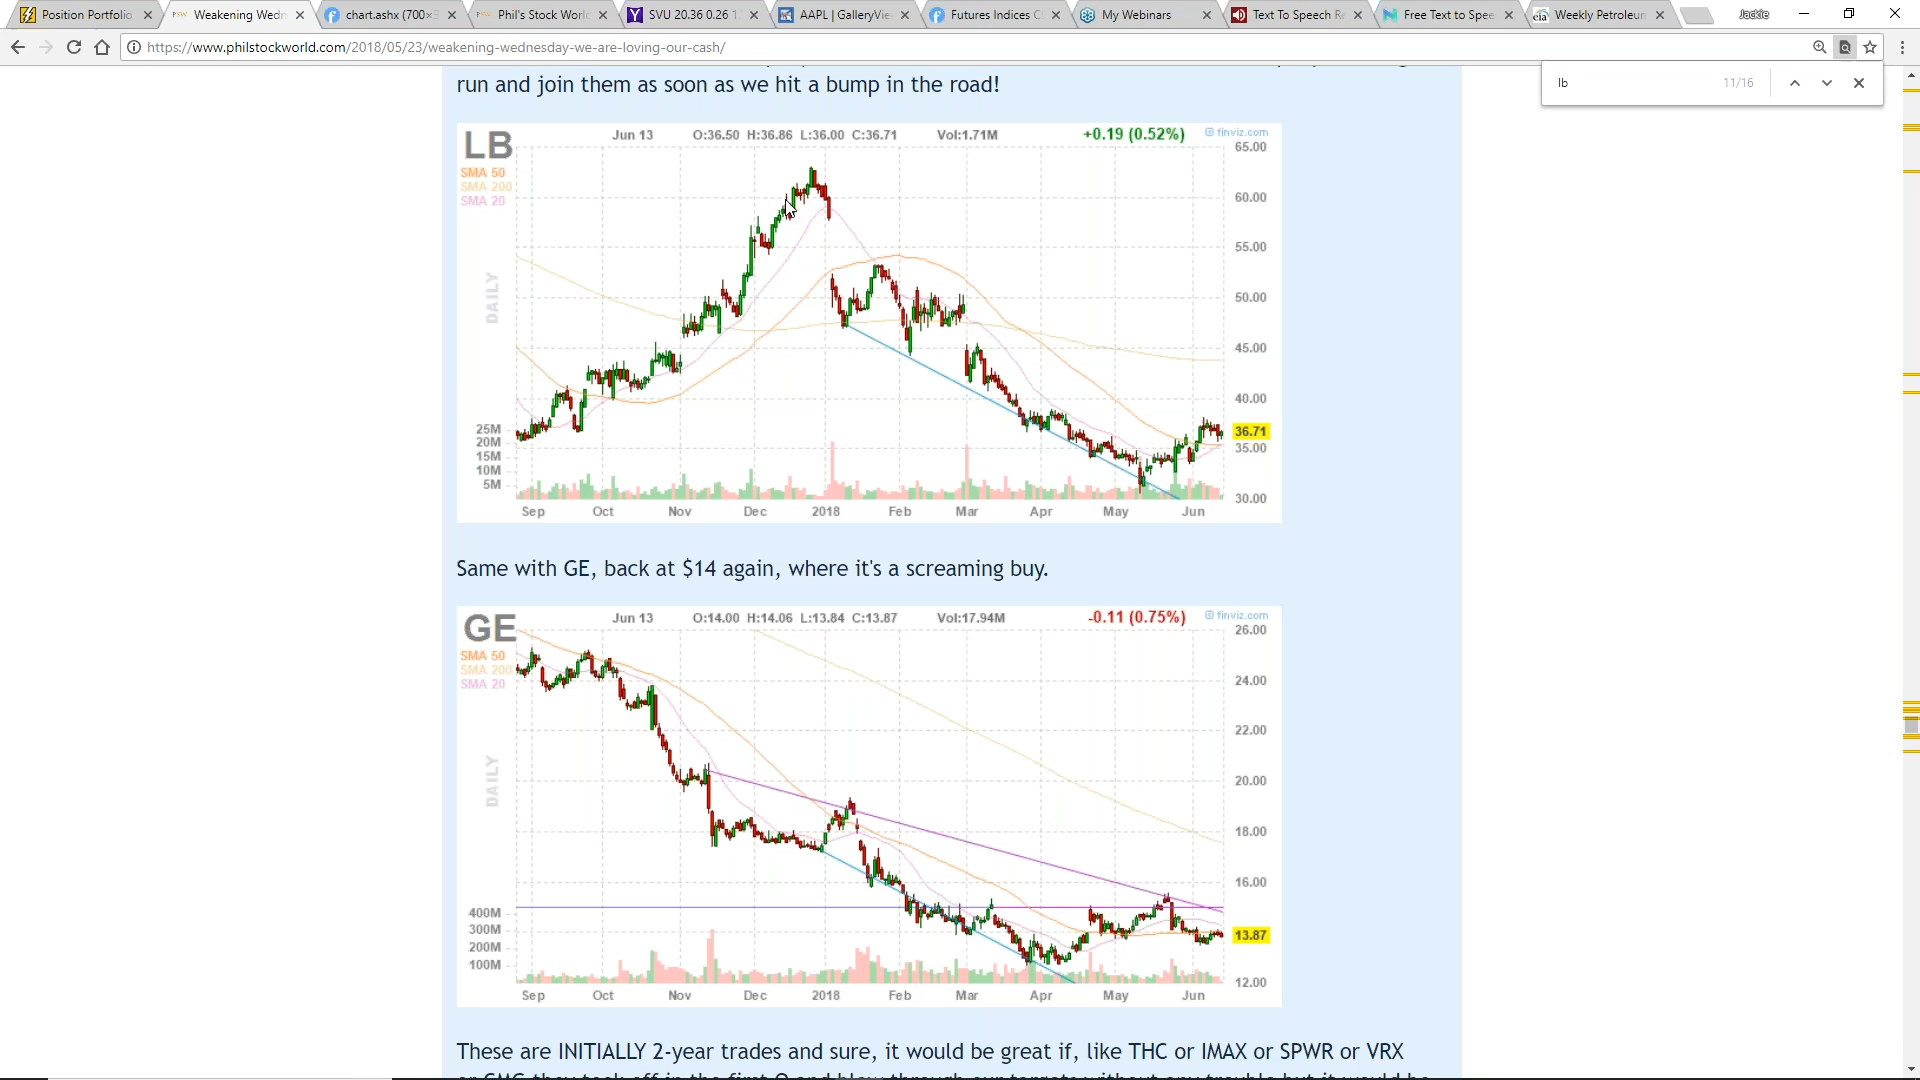 Position Portfolio
Weakening Wedn
chart.ashx (700×
Phil's Stock World
SVU 20.36 0.26
AAPL | GalleryVie
Futures Indices C
My Webinars
Text To Speech Re
Free Text to Spee
Weekly Petroleun
Jackie
https://www.philstockworld.com/2018/05/23/weakening-wednesday-we-are-loving-our-cash/
lb 11/16
run and join them as soon as we hit a bump in the road!
LB Jun 13 O:36.50 H:36.86 L:36.00 C:36.71 Vol:1.71M +0.19 (0.52%) © finviz.com
SMA 50
SMA 200
SMA 20
DAILY
65.00
60.00
55.00
50.00
45.00
40.00
36.71
35.00
30.00
25M
20M
15M
10M
5M
Sep Oct Nov Dec 2018 Feb Mar Apr May Jun
Same with GE, back at $14 again, where it's a screaming buy.
GE Jun 13 O:14.00 H:14.06 L:13.84 C:13.87 Vol:17.94M -0.11 (0.75%) © finviz.com
SMA 50
SMA 200
SMA 20
DAILY
26.00
24.00
22.00
20.00
18.00
16.00
13.87
12.00
400M
300M
200M
100M
Sep Oct Nov Dec 2018 Feb Mar Apr May Jun
These are INITIALLY 2-year trades and sure, it would be great if, like THC or IMAX or SPWR or VRX